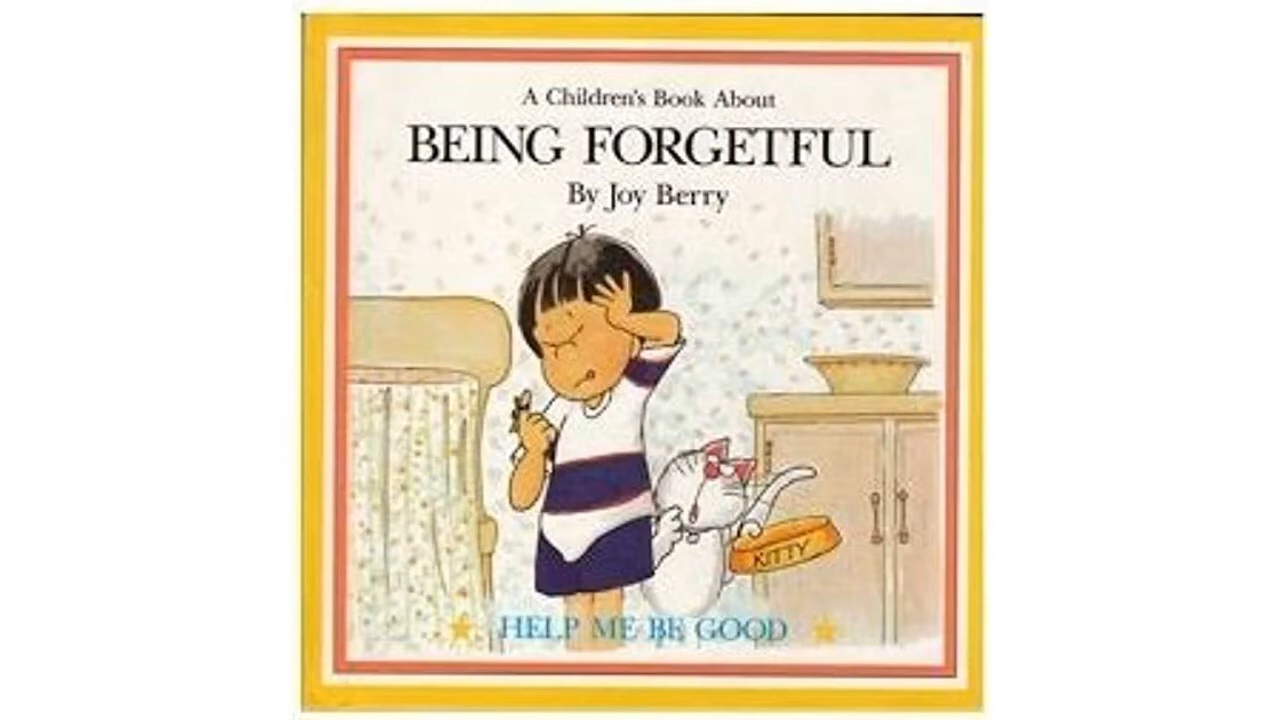 A Children's Book About
BEING FORGETFUL
By Joy Berry
KITTY
HELP ME BE GOOD